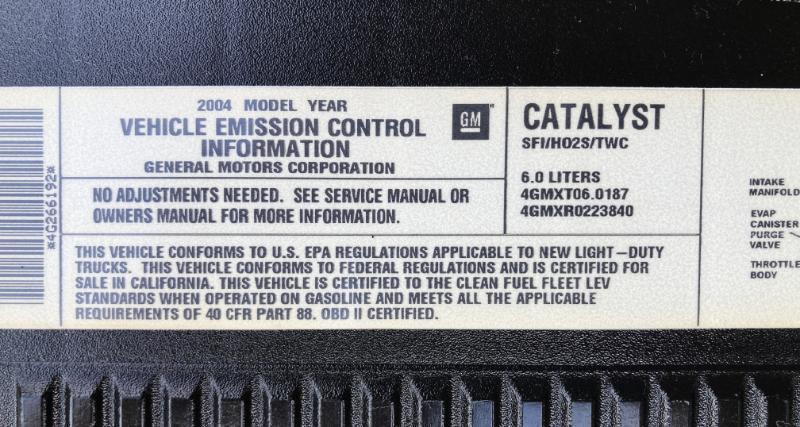 *4G266192*
2004 MODEL YEAR
VEHICLE EMISSION CONTROL
INFORMATION
GENERAL MOTORS CORPORATION
GM
NO ADJUSTMENTS NEEDED. SEE SERVICE MANUAL OR
OWNERS MANUAL FOR MORE INFORMATION.
CATALYST
SFI/HO2S/TWC
6.0 LITERS
4GMXT06.0187
4GMXR0223840
THIS VEHICLE CONFORMS TO U.S. EPA REGULATIONS APPLICABLE TO NEW LIGHT-DUTY
TRUCKS. THIS VEHICLE CONFORMS TO FEDERAL REGULATIONS AND IS CERTIFIED FOR
SALE IN CALIFORNIA. THIS VEHICLE IS CERTIFIED TO THE CLEAN FUEL FLEET LEV
STANDARDS WHEN OPERATED ON GASOLINE AND MEETS ALL THE APPLICABLE
REQUIREMENTS OF 40 CFR PART 88. OBD II CERTIFIED.
INTAKE
MANIFOLD
EVAP
CANISTER
PURGE
VALVE
THROTTLE
BODY